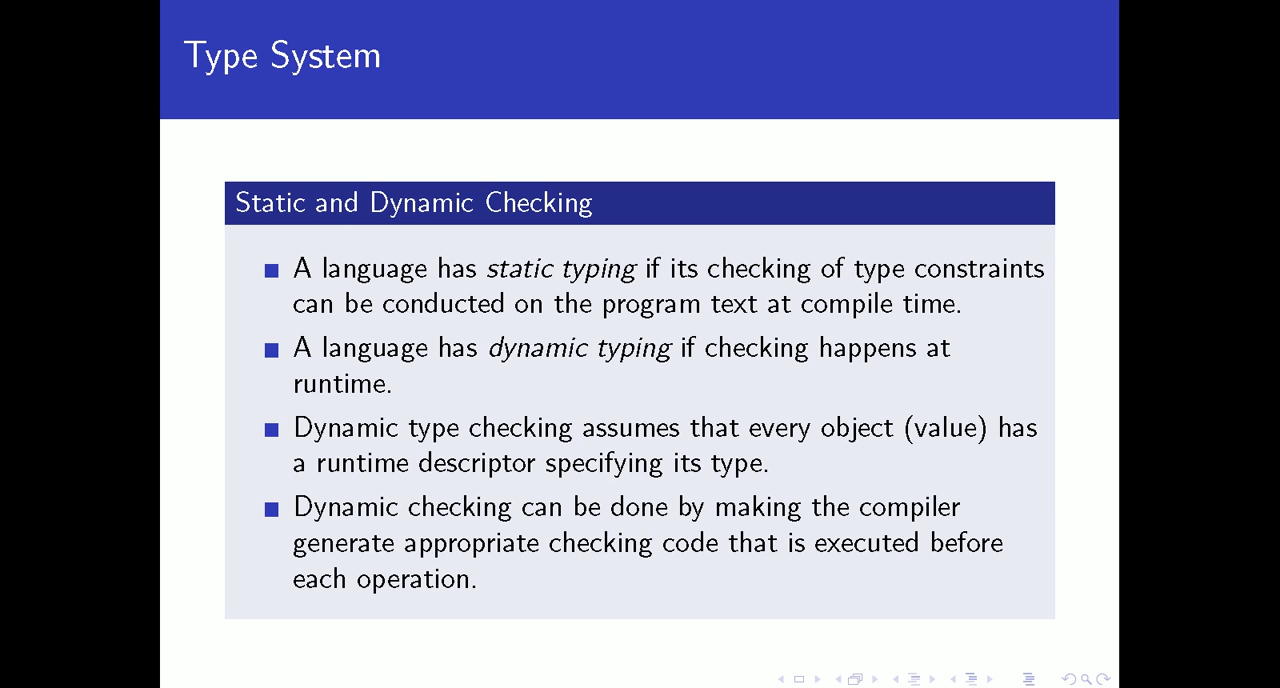 Type System
Static and Dynamic Checking
A language has static typing if its checking of type constraints
can be conducted on the program text at compile time.
A language has dynamic typing if checking happens at
runtime.
Dynamic type checking assumes that every object (value) has
a runtime descriptor specifying its type.
Dynamic checking can be done by making the compiler
generate appropriate checking code that is executed before
each operation.